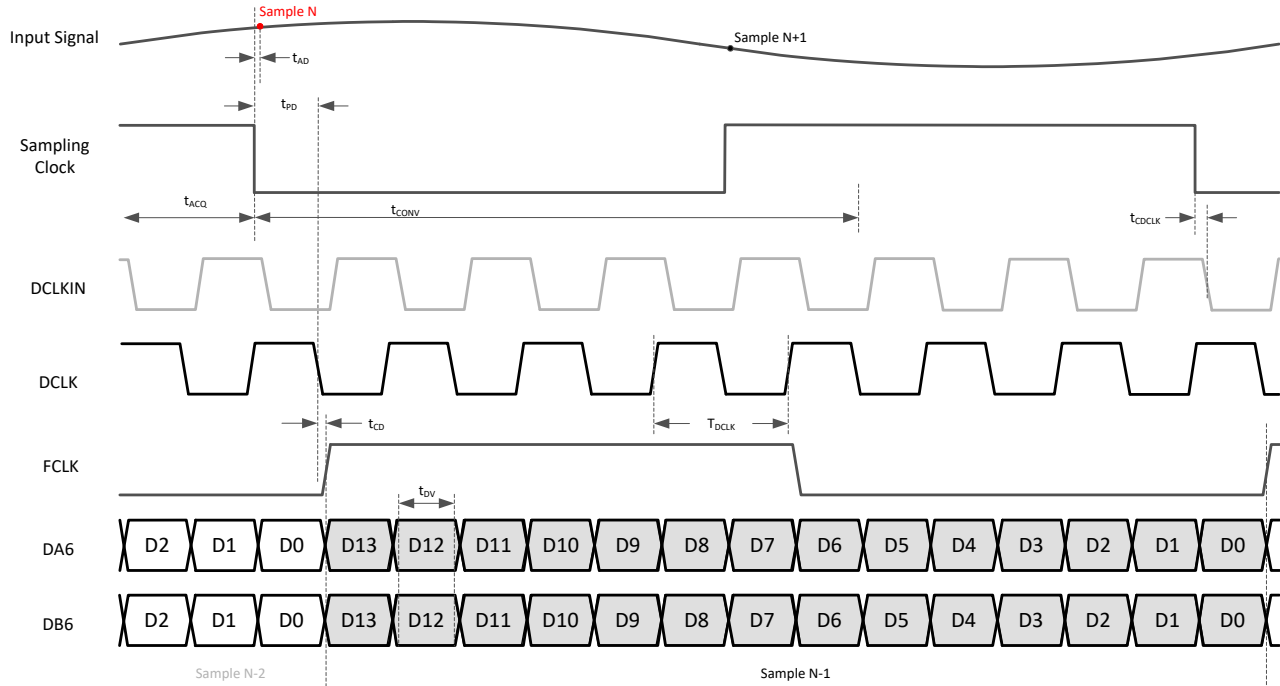 Sample N
Input Signal
Sample N+1
tAD
tPD
Sampling
Clock
tACQ
tCONV
tCDCLK
DCLKIN
DCLK
tCD
TDCLK
FCLK
tDV
DA6 D2 D1 D0 D13 D12 D11 D10 D9 D8 D7 D6 D5 D4 D3 D2 D1 D0
DB6 D2 D1 D0 D13 D12 D11 D10 D9 D8 D7 D6 D5 D4 D3 D2 D1 D0
Sample N-2 Sample N-1